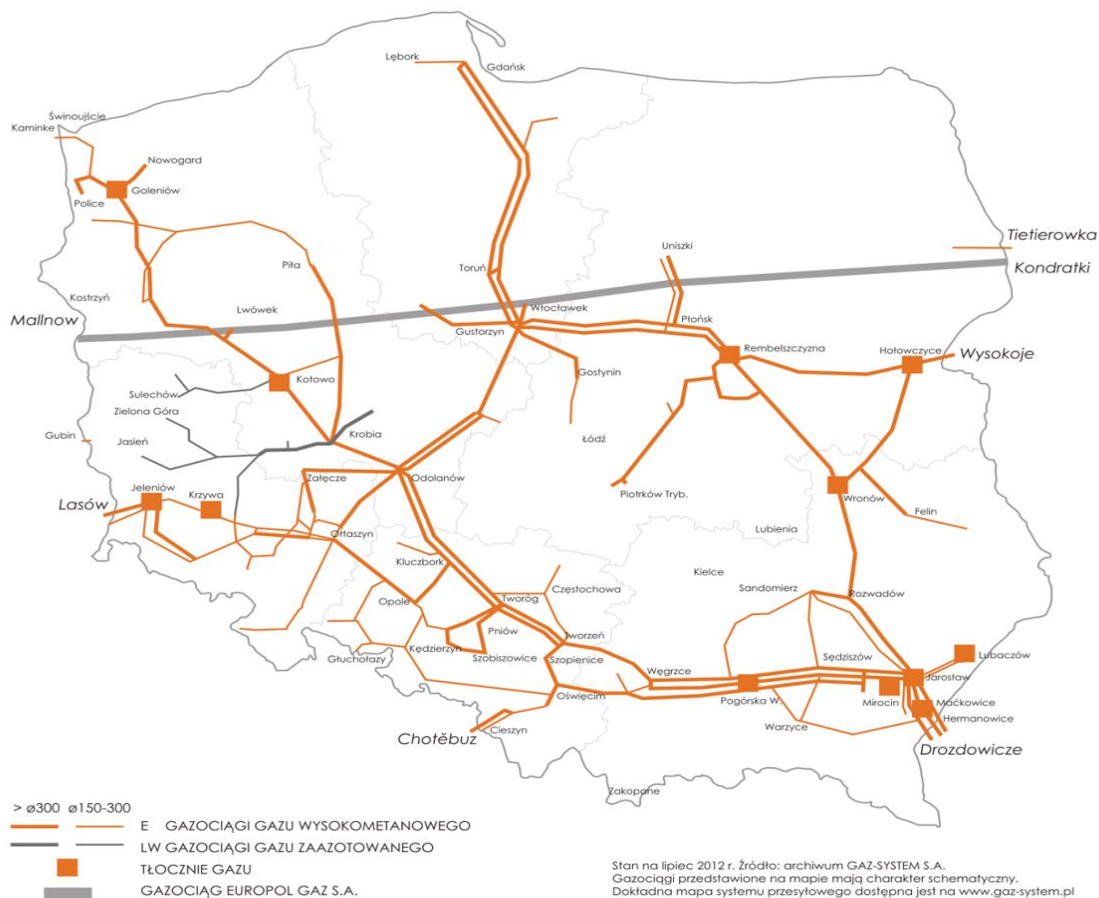 Lębork
Gdańsk
Świnoujście
Kaminke
Nowogard
Goleniów
Police
Tietierowka
Uniszki
Kondratki
Piła
Toruń
Kostrzyń
Lwówek
Włocławek
Mallnow
Gustorzyn
Płońsk
Rembelszczyzna
Hołowczyce
Wysokoje
Gostynin
Kotowo
Sulechów
Zielona Góra
Gubin
Jasień
Krobia
Łódź
Załęcze
Odolanów
Jeleniów
Krzywa
Piotrków Tryb.
Wronów
Lasów
Felin
Lubienia
Ołtaszyn
Kluczbork
Kielce
Częstochowa
Sandomierz
Rozwadów
Opole
Tworóg
Pniów
Tworzeń
Kędzierzyn
Głuchołazy
Szobiszowice
Szopienice
Węgrzce
Sędziszów
Lubaczów
Jarosław
Oświęcim
Pogórska W.
Mirocin
Maćkowice
Hermanowice
Warzyce
Cieszyn
Chotĕbuz
Drozdowicze
Zakopane
> ø300 ø150-300
E GAZOCIĄGI GAZU WYSOKOMETANOWEGO
LW GAZOCIĄGI GAZU ZAAZOTOWANEGO
TŁOCZNIE GAZU
GAZOCIĄG EUROPOL GAZ S.A.
Stan na lipiec 2012 r. Źródło: archiwum GAZ-SYSTEM S.A.
Gazociągi przedstawione na mapie mają charakter schematyczny.
Dokładna mapa systemu przesyłowego dostępna jest na www.gaz-system.pl